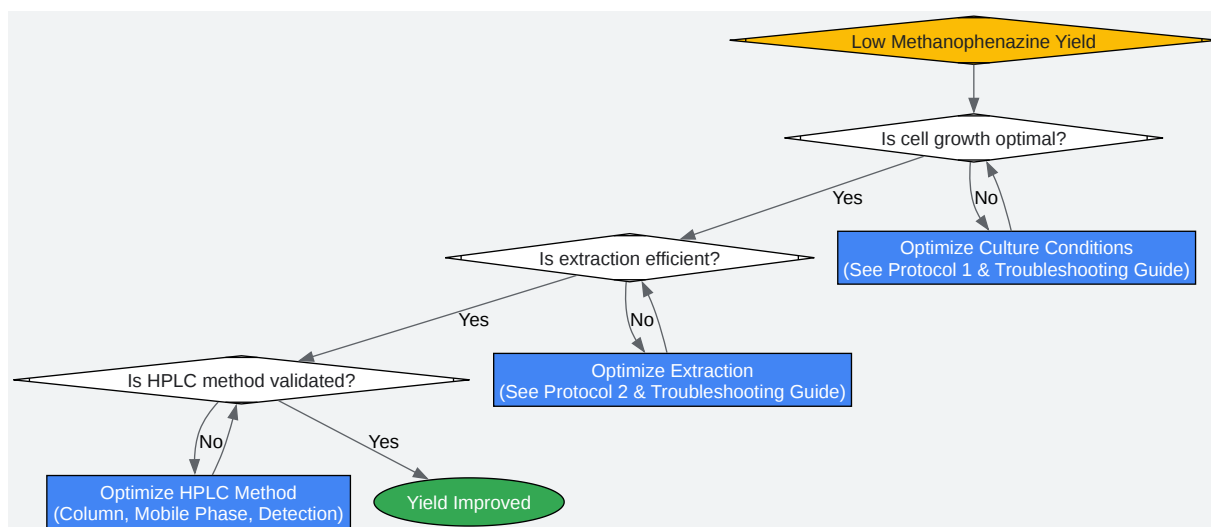 Low Methanophenazine Yield
Is cell growth optimal?
Yes
No
Optimize Culture Conditions
(See Protocol 1 & Troubleshooting Guide)
Is extraction efficient?
Yes
No
Optimize Extraction
(See Protocol 2 & Troubleshooting Guide)
Is HPLC method validated?
No
Yes
Optimize HPLC Method
(Column, Mobile Phase, Detection)
Yield Improved